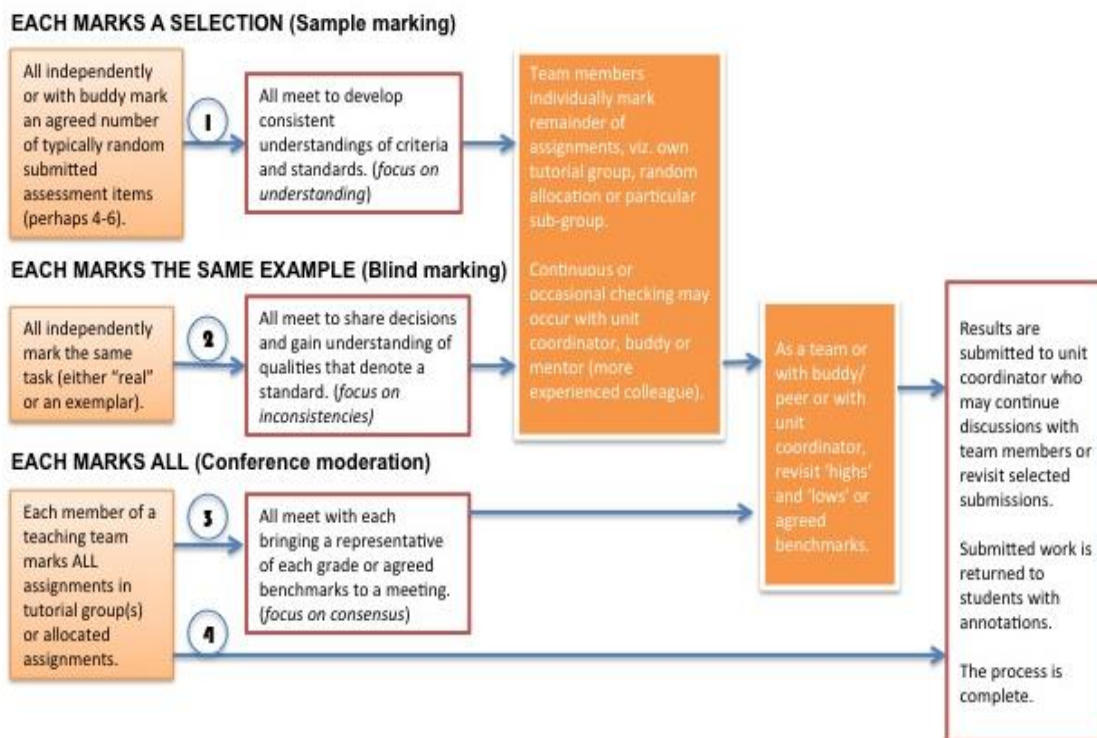 EACH MARKS A SELECTION (Sample marking)
All independently
or with buddy mark
an agreed number
of typically random
submitted
assessment items
(perhaps 4-6).
1
All meet to develop
consistent
understandings of criteria
and standards. (focus on
understanding)
Team members
individually mark
remainder of
assignments, viz. own
tutorial group, random
allocation or particular
sub-group.
Continuous or
occasional checking may
occur with unit
coordinator, buddy or
mentor (more
experienced colleague).
EACH MARKS THE SAME EXAMPLE (Blind marking)
All independently
mark the same
task (either “real”
or an exemplar).
2
All meet to share decisions
and gain understanding of
qualities that denote a
standard. (focus on
inconsistencies)
EACH MARKS ALL (Conference moderation)
Each member of a
teaching team
marks ALL
assignments in
tutorial group(s)
or allocated
assignments.
3
All meet with each
bringing a representative
of each grade or agreed
benchmarks to a meeting.
(focus on consensus)
4
As a team or
with buddy/
peer or with
unit
coordinator,
revisit ‘highs’
and ‘lows’ or
agreed
benchmarks.
Results are
submitted to unit
coordinator who
may continue
discussions with
team members or
revisit selected
submissions.
Submitted work is
returned to
students with
annotations.
The process is
complete.